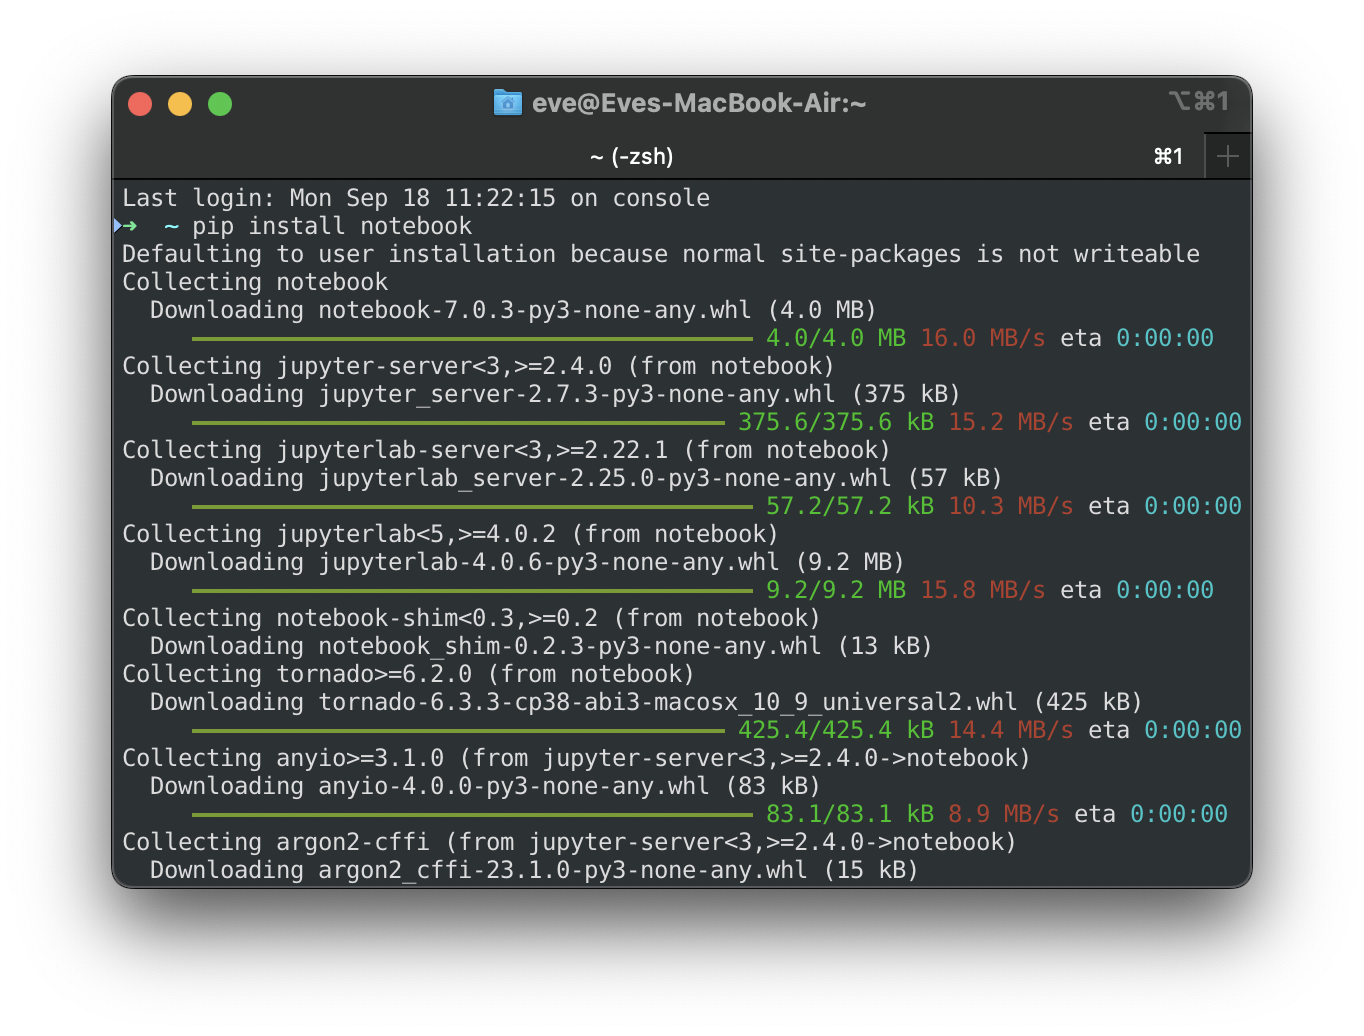 eve@Eves-MacBook-Air:~
⌥⌘1
~ (-zsh)
⌘1
Last login: Mon Sep 18 11:22:15 on console
➜  ~ pip install notebook
Defaulting to user installation because normal site-packages is not writeable
Collecting notebook
  Downloading notebook-7.0.3-py3-none-any.whl (4.0 MB)
4.0/4.0 MB 16.0 MB/s eta 0:00:00
Collecting jupyter-server<3,>=2.4.0 (from notebook)
  Downloading jupyter_server-2.7.3-py3-none-any.whl (375 kB)
375.6/375.6 kB 15.2 MB/s eta 0:00:00
Collecting jupyterlab-server<3,>=2.22.1 (from notebook)
  Downloading jupyterlab_server-2.25.0-py3-none-any.whl (57 kB)
57.2/57.2 kB 10.3 MB/s eta 0:00:00
Collecting jupyterlab<5,>=4.0.2 (from notebook)
  Downloading jupyterlab-4.0.6-py3-none-any.whl (9.2 MB)
9.2/9.2 MB 15.8 MB/s eta 0:00:00
Collecting notebook-shim<0.3,>=0.2 (from notebook)
  Downloading notebook_shim-0.2.3-py3-none-any.whl (13 kB)
Collecting tornado>=6.2.0 (from notebook)
  Downloading tornado-6.3.3-cp38-abi3-macosx_10_9_universal2.whl (425 kB)
425.4/425.4 kB 14.4 MB/s eta 0:00:00
Collecting anyio>=3.1.0 (from jupyter-server<3,>=2.4.0->notebook)
  Downloading anyio-4.0.0-py3-none-any.whl (83 kB)
83.1/83.1 kB 8.9 MB/s eta 0:00:00
Collecting argon2-cffi (from jupyter-server<3,>=2.4.0->notebook)
  Downloading argon2_cffi-23.1.0-py3-none-any.whl (15 kB)